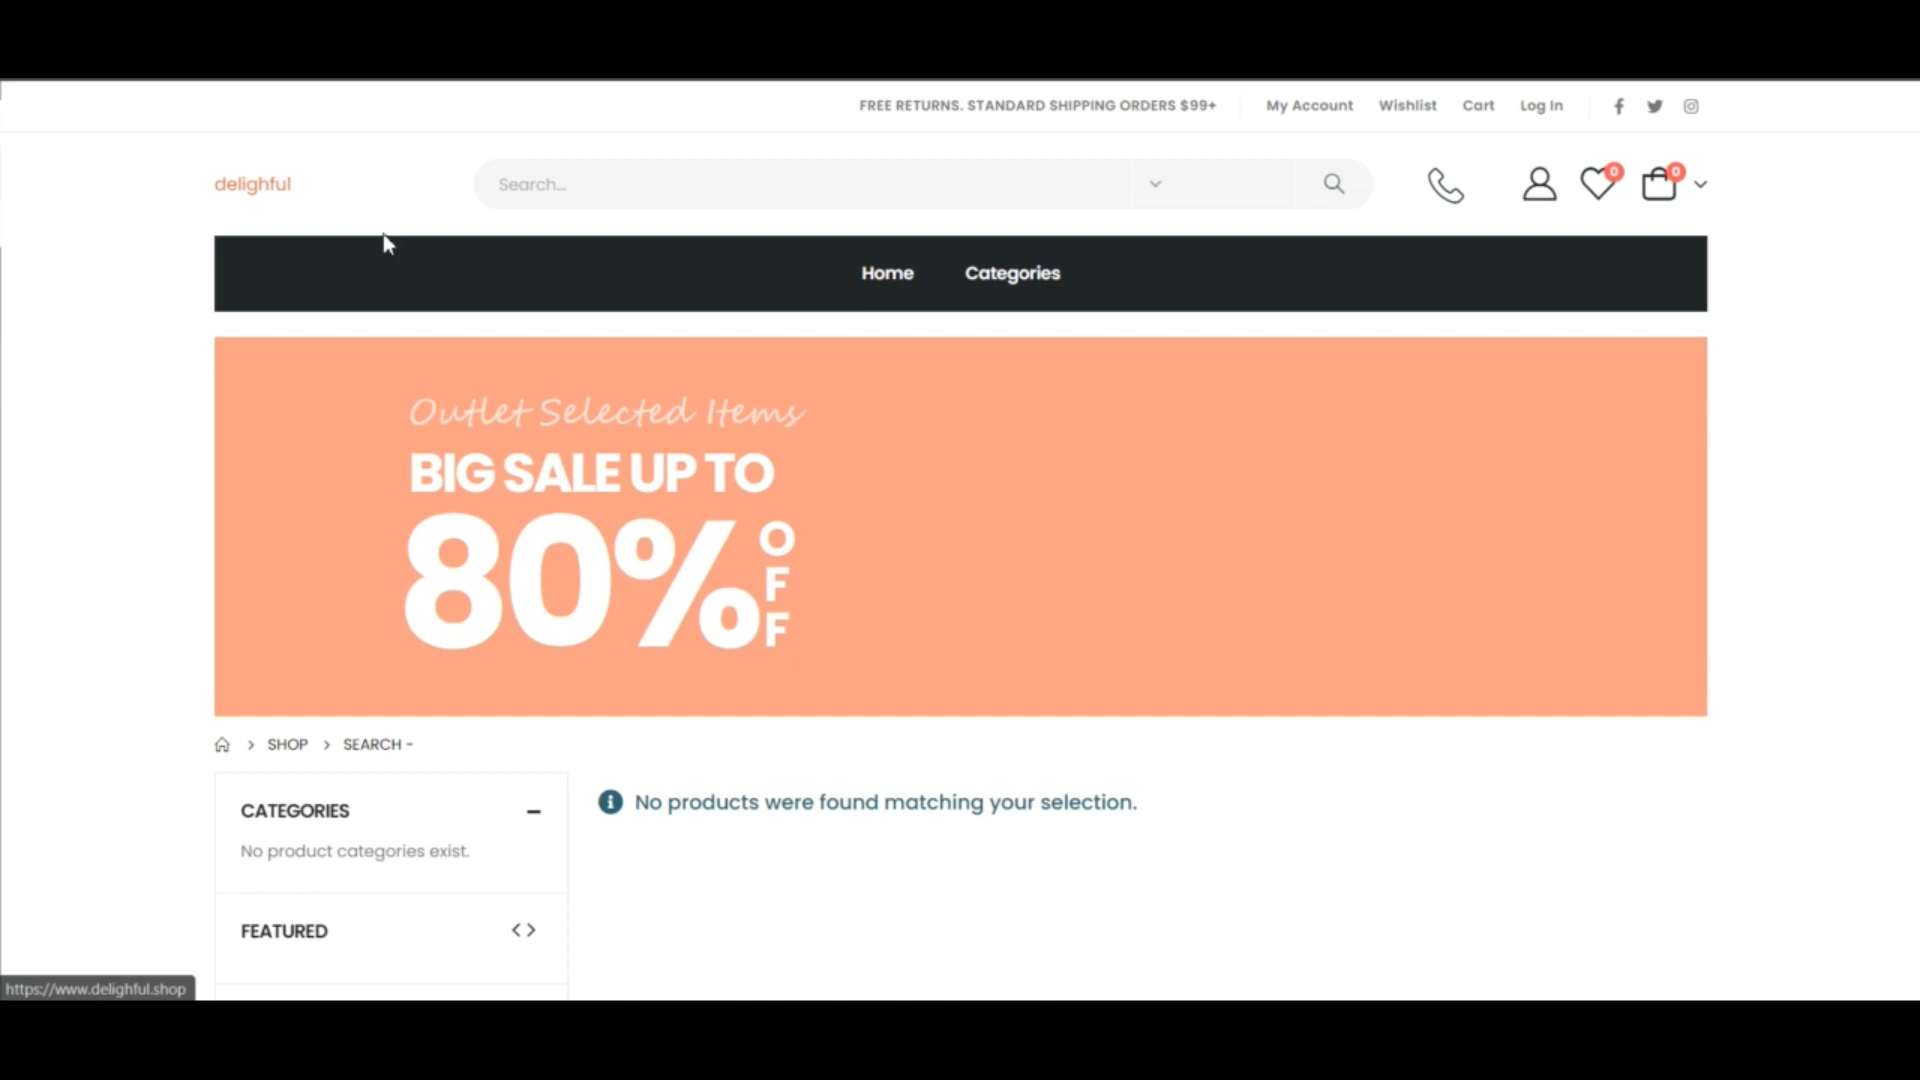 FREE RETURNS. STANDARD SHIPPING ORDERS $99+ My Account Wishlist Cart Log In
delighful Search... 0 0
Home Categories
Outlet Selected Items
BIG SALE UP TO
80% OFF
SHOP > SEARCH -
CATEGORIES
No product categories exist.
No products were found matching your selection.
FEATURED
https://www.delighful.shop